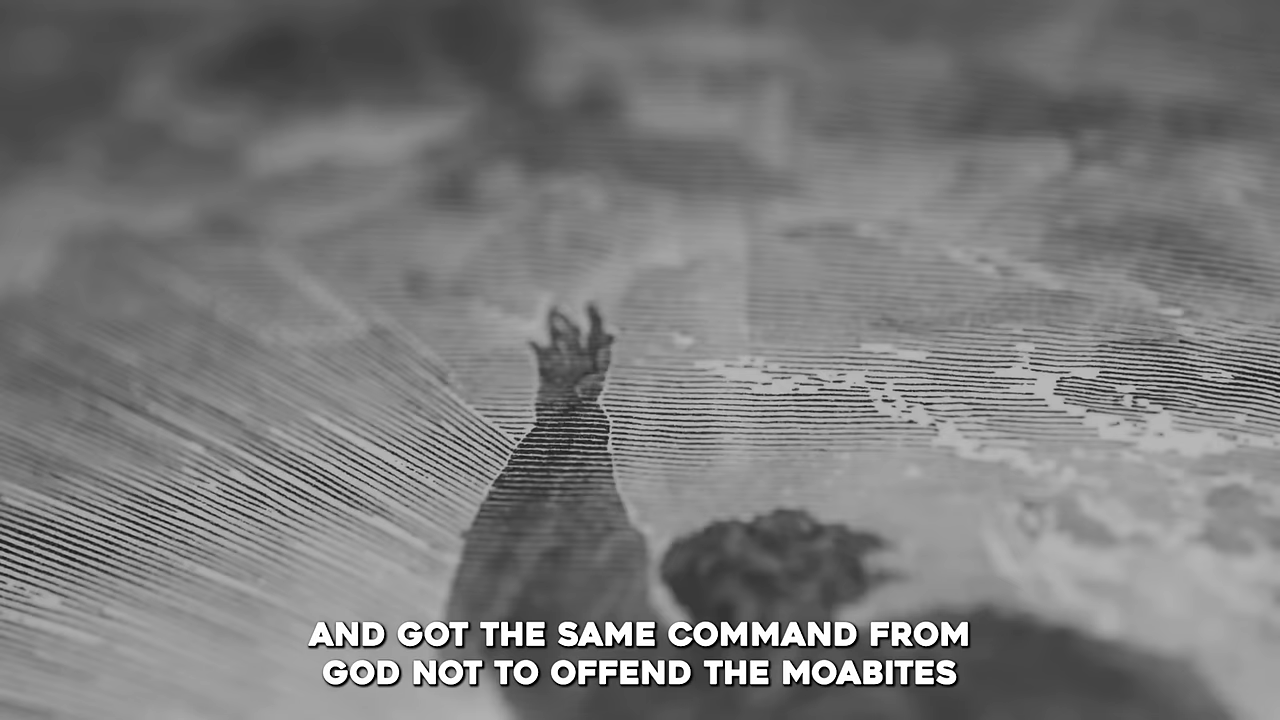 AND GOT THE SAME COMMAND FROM
GOD NOT TO OFFEND THE MOABITES